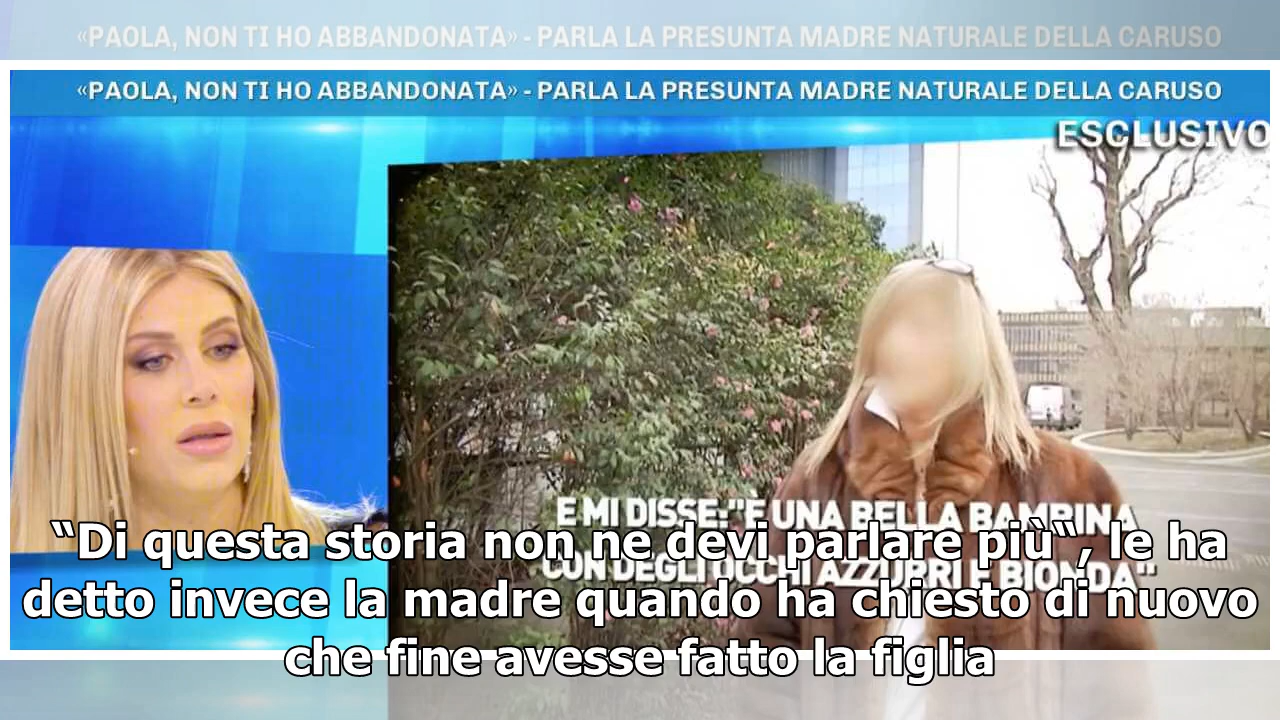 «PAOLA, NON TI HO ABBANDONATA» - PARLA LA PRESUNTA MADRE NATURALE DELLA CARUSO
«PAOLA, NON TI HO ABBANDONATA» - PARLA LA PRESUNTA MADRE NATURALE DELLA CARUSO
ESCLUSIVO
E MI DISSE:"È UNA BELLA BAMBINA
CON DEGLI OCCHI AZZURRI E BIONDA"
“Di questa storia non ne devi parlare più“, le ha
detto invece la madre quando ha chiesto di nuovo
che fine avesse fatto la figlia